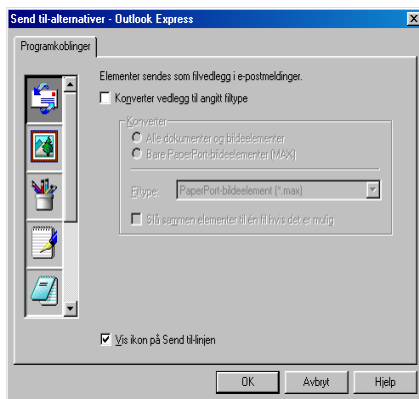 Send til-alternativer - Outlook Express
Programkoblinger
Elementer sendes som filvedlegg i e-postmeldinger.
Konverter vedlegg til angitt filtype
Konverter
Alle dokumenter og bildeelementer
Bare PaperPort-bildeelementer (MAX)
Filtype: PaperPort-bildeelement (*.max)
Slå sammen elementer til én fil hvis det er mulig
Vis ikon på Send til-linjen
OK Avbryt Hjelp